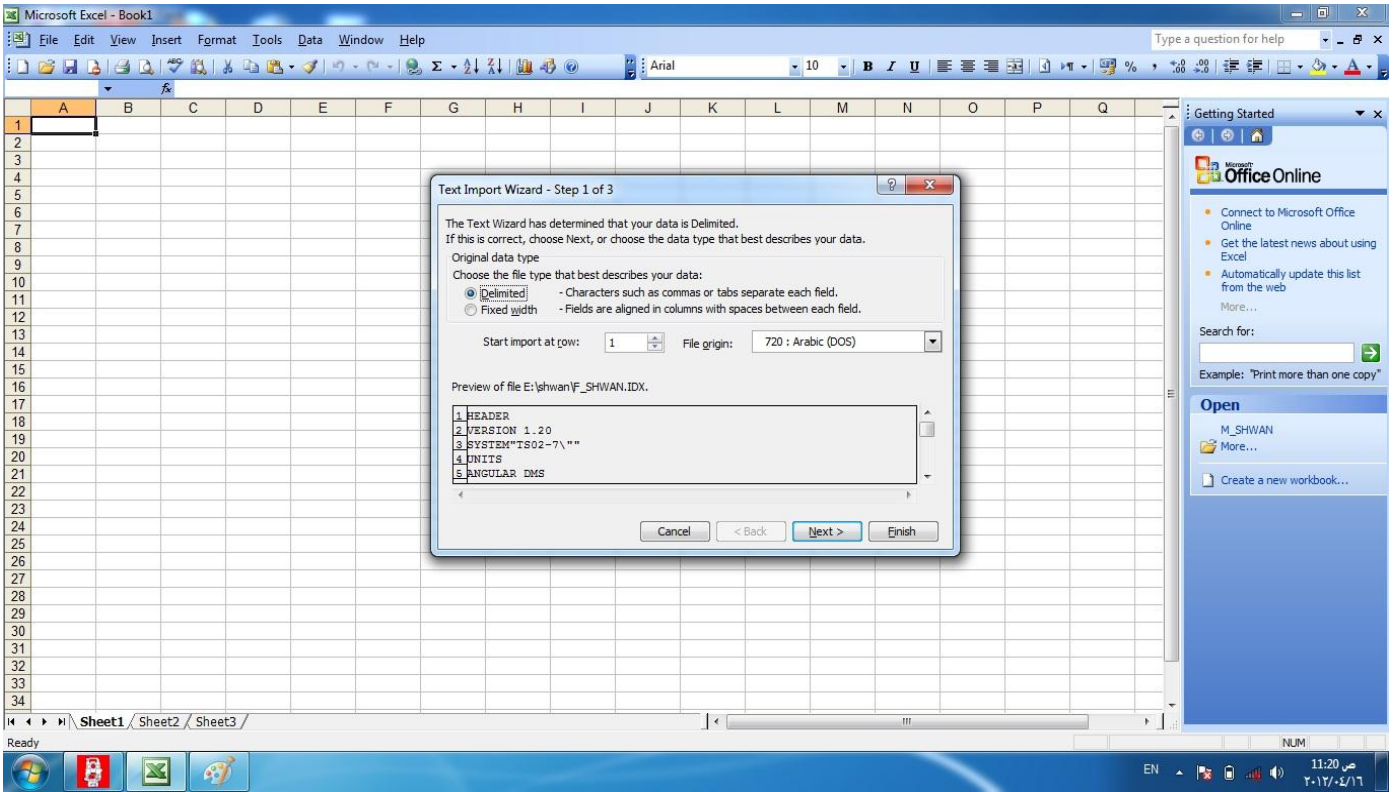 Microsoft Excel - Book1
File Edit View Insert Format Tools Data Window Help
Type a question for help
Arial
10
B I U
%
fx
A B C D E F G H I J K L M N O P Q
1
2
3
4
5
6
7
8
9
10
11
12
13
14
15
16
17
18
19
20
21
22
23
24
25
26
27
28
29
30
31
32
33
34
Text Import Wizard - Step 1 of 3
The Text Wizard has determined that your data is Delimited.
If this is correct, choose Next, or choose the data type that best describes your data.
Original data type
Choose the file type that best describes your data:
Delimited - Characters such as commas or tabs separate each field.
Fixed width - Fields are aligned in columns with spaces between each field.
Start import at row: 1 File origin: 720 : Arabic (DOS)
Preview of file E:\shwan\F_SHWAN.IDX.
1 HEADER
2 VERSION 1.20
3 SYSTEM"TS02-7\""
4 UNITS
5 ANGULAR DMS
Cancel < Back Next > Finish
Getting Started
Microsoft
Office Online
Connect to Microsoft Office
Online
Get the latest news about using
Excel
Automatically update this list
from the web
More...
Search for:
Example: "Print more than one copy"
Open
M_SHWAN
More...
Create a new workbook...
Sheet1 Sheet2 Sheet3
Ready
NUM
EN
11:20 ص
٢٠١٢/٠٤/١٦